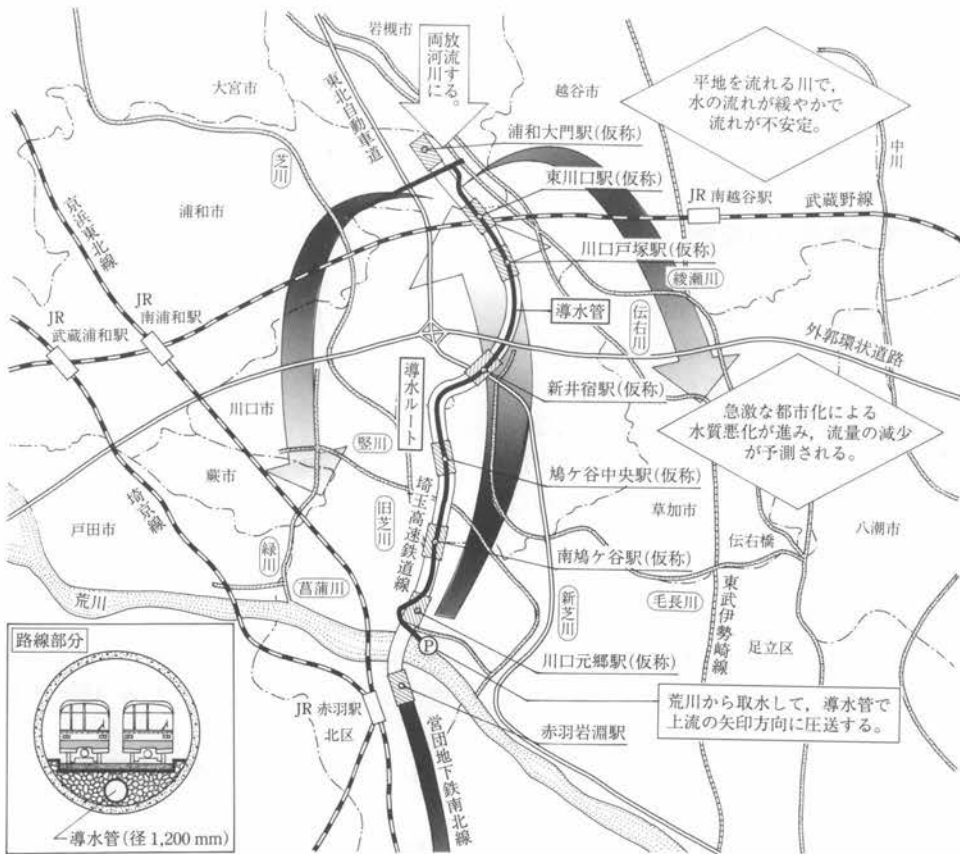 岩槻市
大宮市
東北自動車道
放流する。
両河川に
越谷市
平地を流れる川で,
水の流れが緩やかで
流れが不安定。
中川
芝川
浦和大門駅(仮称)
東川口駅(仮称)
JR 南越谷駅
武蔵野線
浦和市
京浜東北線
川口戸塚駅(仮称)
綾瀬川
導水管
伝右川
JR
南浦和駅
JR
武蔵浦和駅
外郭環状道路
新井宿駅(仮称)
導水ルート
川口市
急激な都市化による
水質悪化が進み, 流量の減少
が予測される。
竪川
鳩ケ谷中央駅(仮称)
蕨市
埼京線
埼玉高速鉄道線
旧芝川
草加市
戸田市
八潮市
伝右橋
南鳩ケ谷駅(仮称)
緑川
菖蒲川
新芝川
毛長川
東武伊勢崎線
荒川
足立区
川口元郷駅(仮称)
P
路線部分
荒川から取水して, 導水管で
上流の矢印方向に圧送する。
JR 赤羽駅
北区
赤羽岩淵駅
営団地下鉄南北線
導水管(径 1,200 mm)